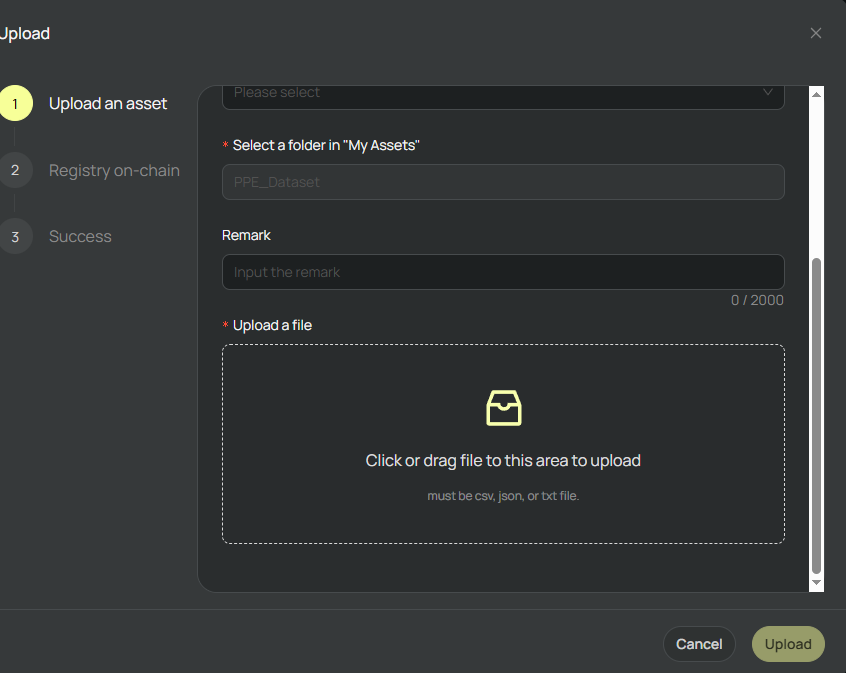 Upload
1 Upload an asset
2 Registry on-chain
3 Success
Please select
* Select a folder in "My Assets"
PPE_Dataset
Remark
Input the remark
0 / 2000
* Upload a file
Click or drag file to this area to upload
must be csv, json, or txt file.
Cancel
Upload